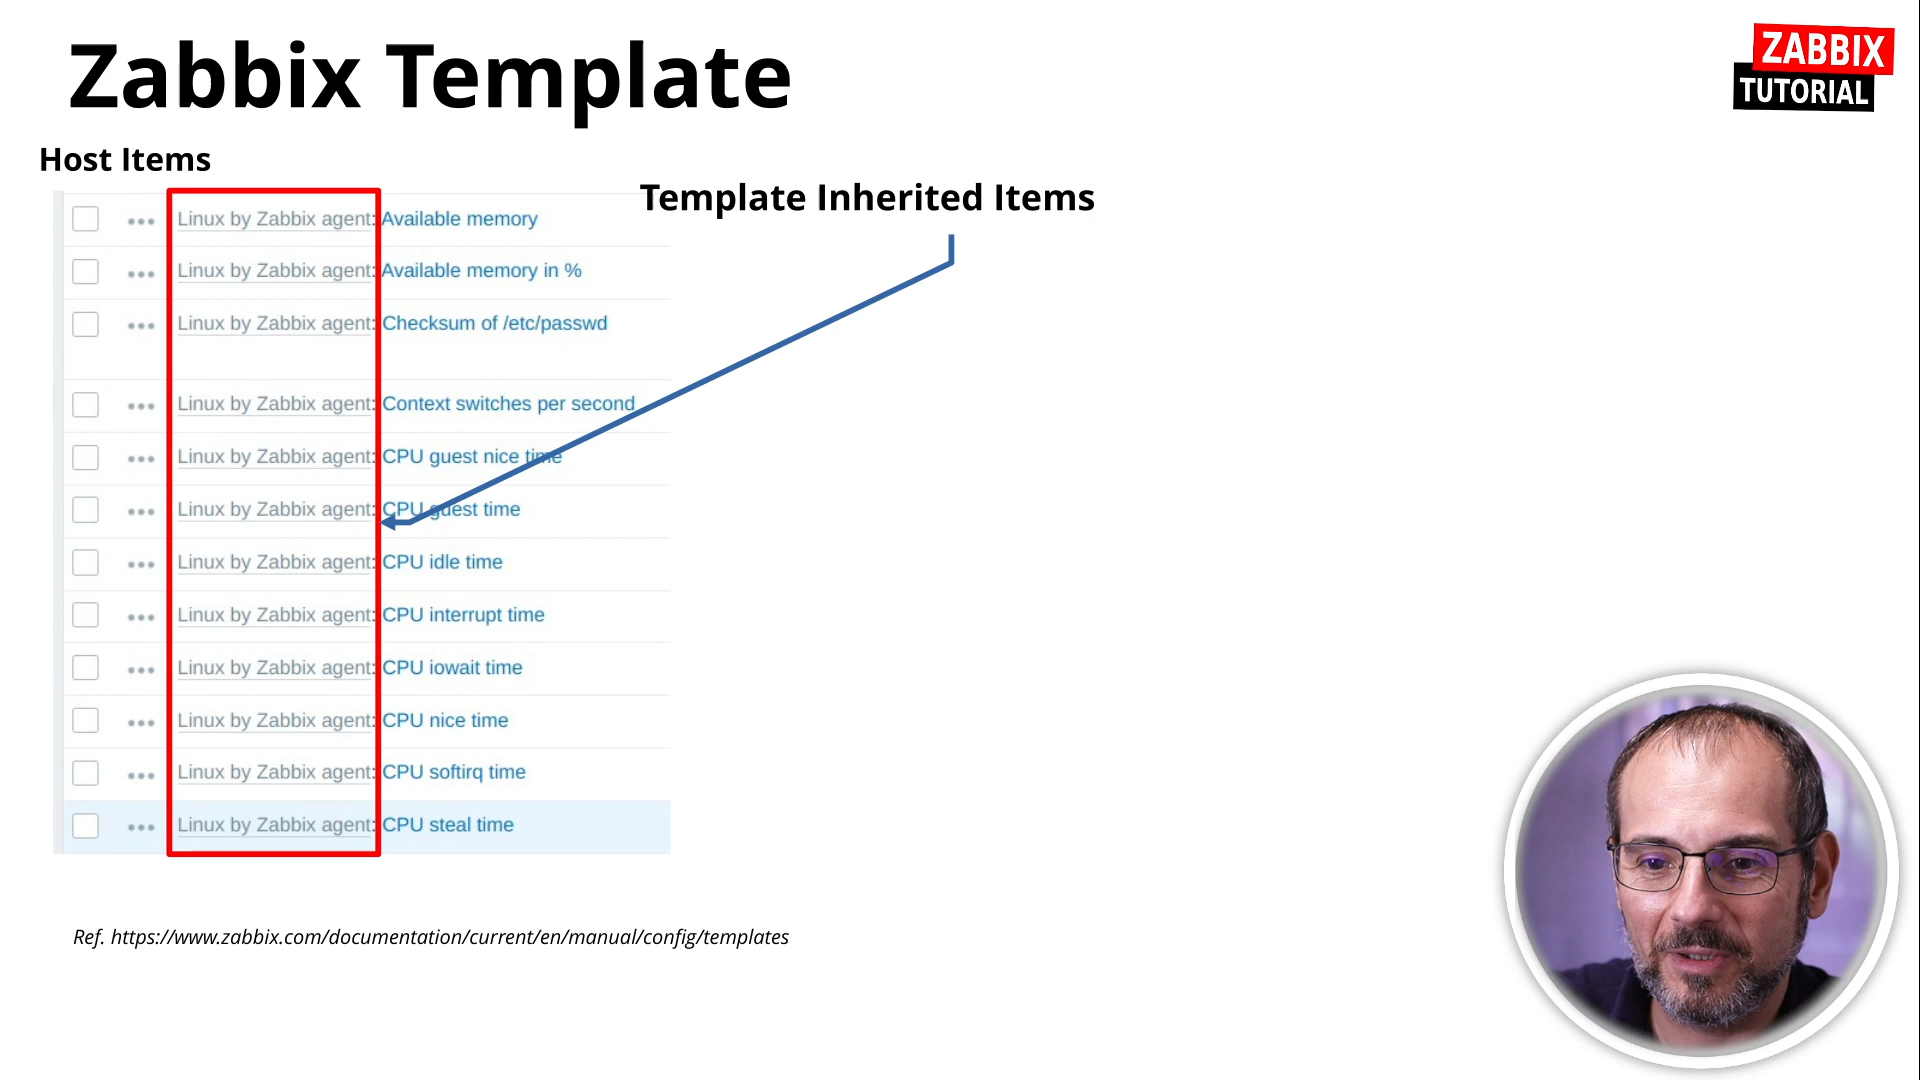 Zabbix Template
ZABBIX
TUTORIAL
Host Items
Template Inherited Items
Linux by Zabbix agent: Available memory
Linux by Zabbix agent: Available memory in %
Linux by Zabbix agent: Checksum of /etc/passwd
Linux by Zabbix agent: Context switches per second
Linux by Zabbix agent: CPU guest nice time
Linux by Zabbix agent: CPU guest time
Linux by Zabbix agent: CPU idle time
Linux by Zabbix agent: CPU interrupt time
Linux by Zabbix agent: CPU iowait time
Linux by Zabbix agent: CPU nice time
Linux by Zabbix agent: CPU softirq time
Linux by Zabbix agent: CPU steal time
Ref. https://www.zabbix.com/documentation/current/en/manual/config/templates